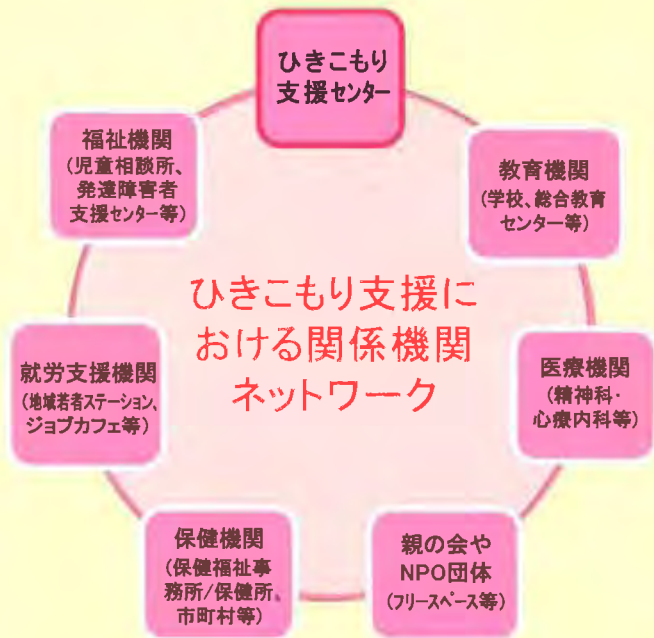 ひきこもり
支援センター
福祉機関
(児童相談所、
発達障害者
支援センター等)
教育機関
(学校、総合教育
センター等)
ひきこもり支援に
おける関係機関
ネットワーク
就労支援機関
(地域若者ステーション、
ジョブカフェ等)
医療機関
(精神科・
心療内科等)
保健機関
(保健福祉事
務所/保健所、
市町村等)
親の会や
NPO団体
(フリースペース等)